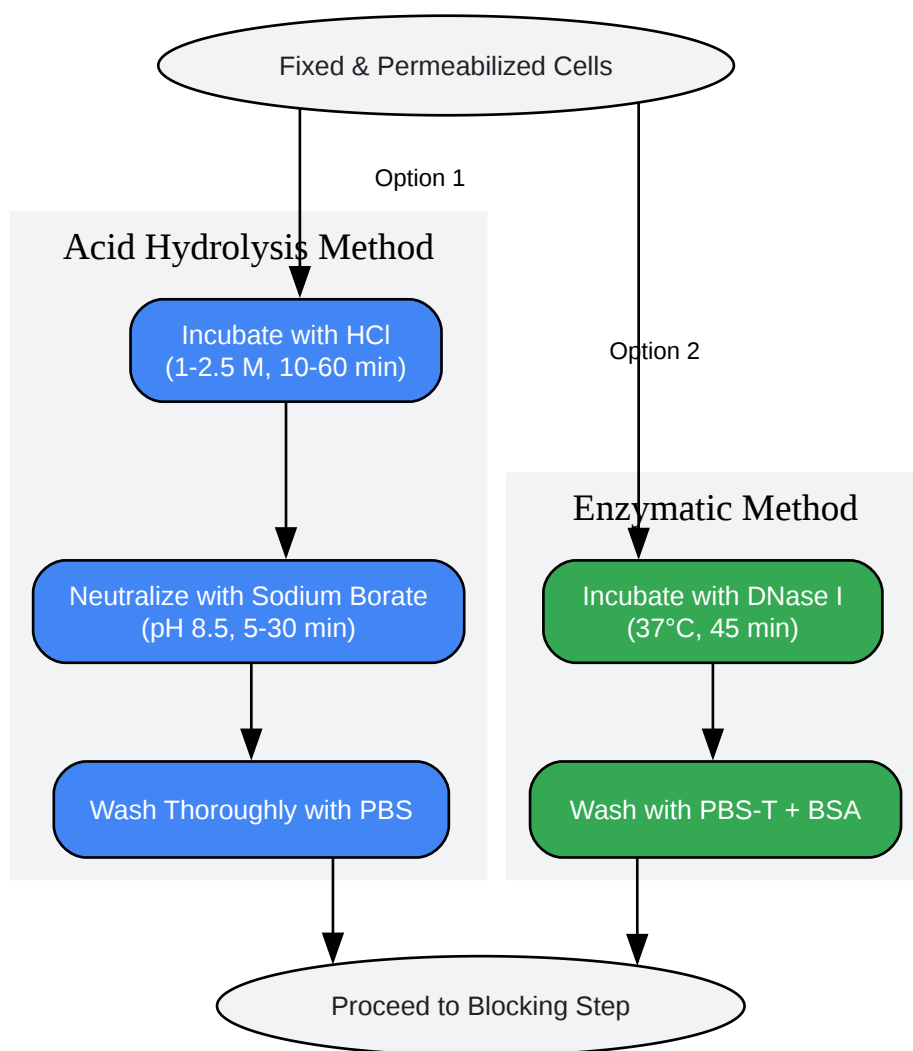 Fixed & Permeabilized Cells
Option 1
Acid Hydrolysis Method
Incubate with HCl
(1-2.5 M, 10-60 min)
Neutralize with Sodium Borate
(pH 8.5, 5-30 min)
Wash Thoroughly with PBS
Option 2
Enzymatic Method
Incubate with DNase I
(37°C, 45 min)
Wash with PBS-T + BSA
Proceed to Blocking Step